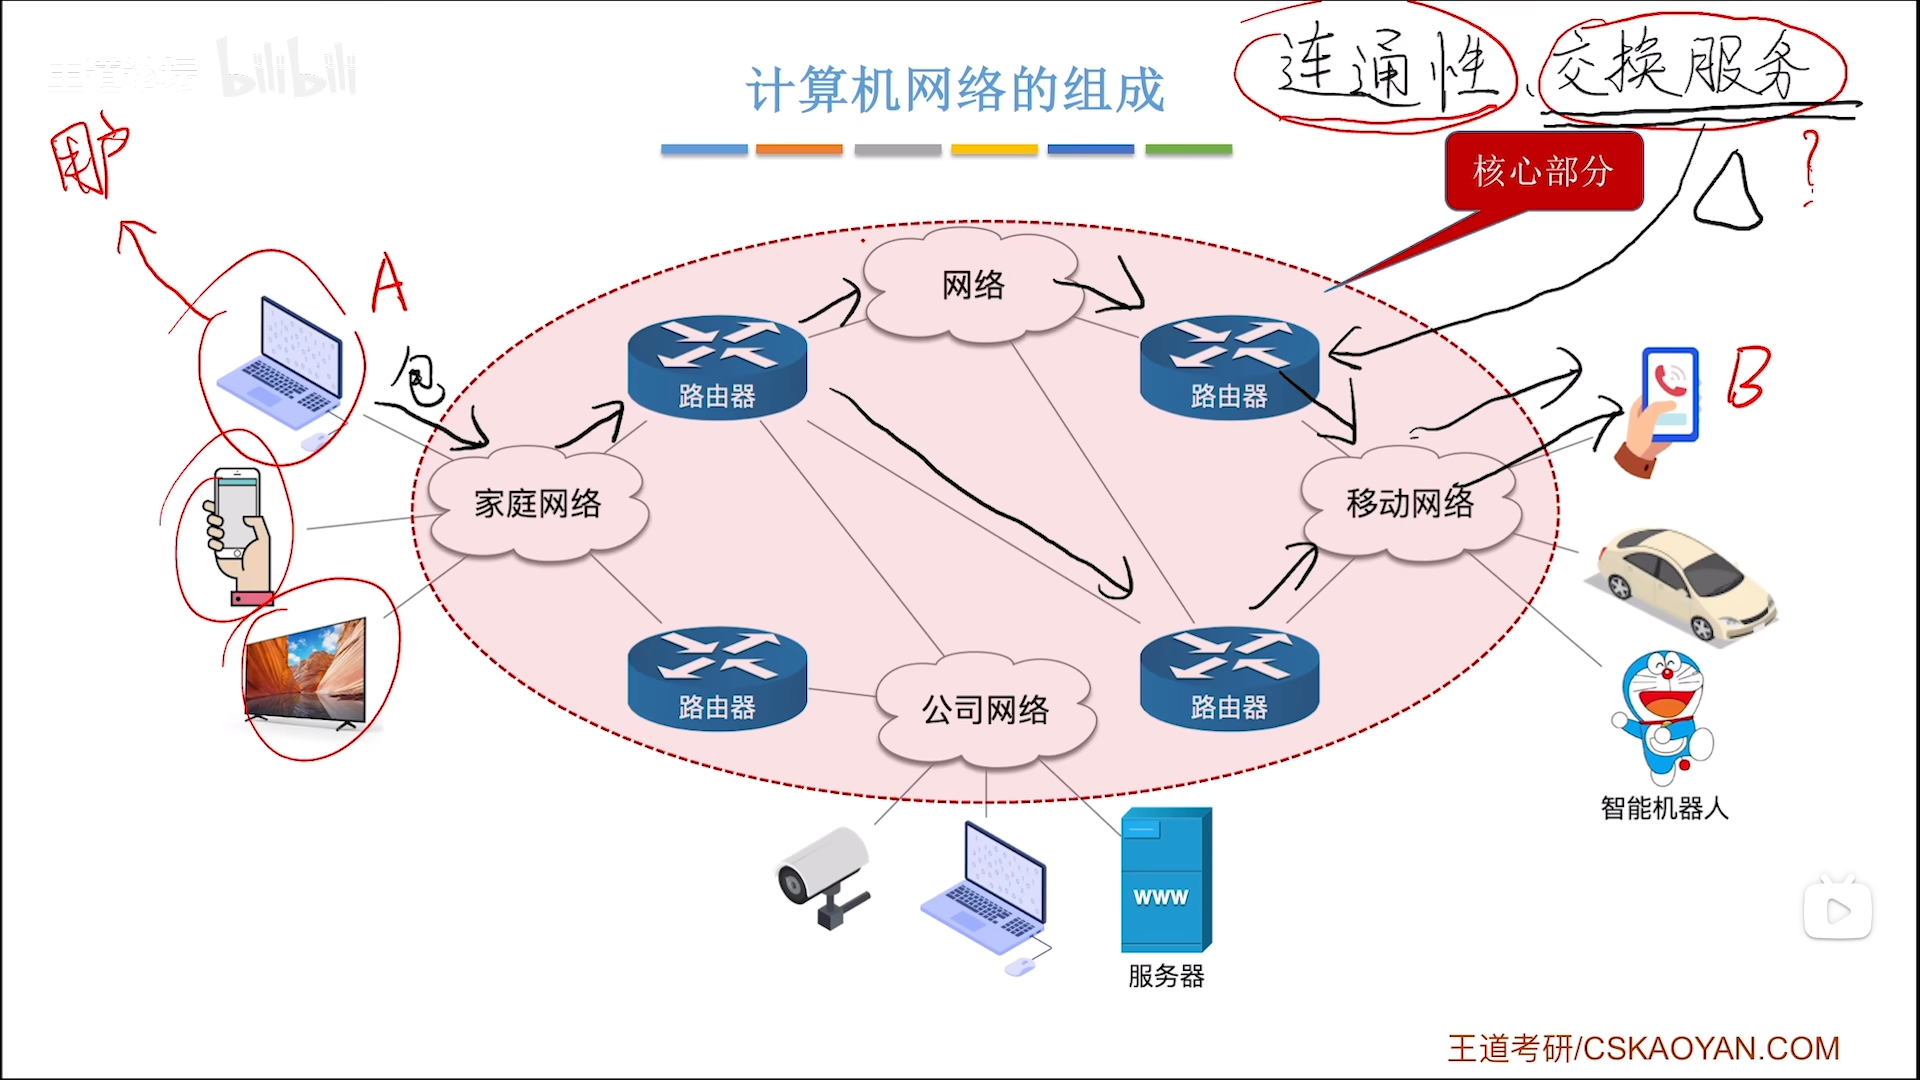 王道论坛 bilibili
计算机网络的组成
连通性、交换服务
核心部分
?
用户
A
包
网络
路由器
路由器
B
家庭网络
移动网络
路由器
公司网络
路由器
智能机器人
WWW
服务器
王道考研/CSKAOYAN.COM